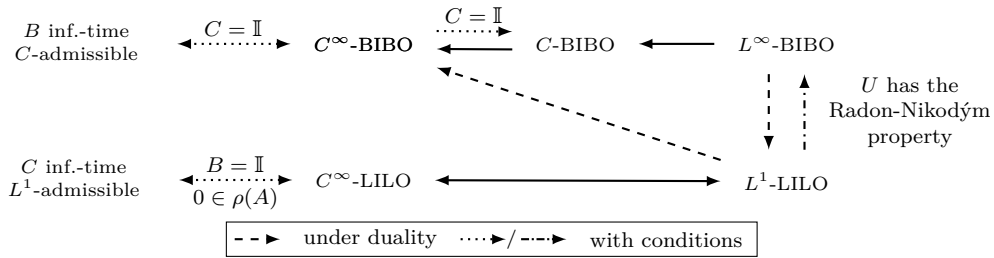 B inf.-time
C-admissible
C = 𝕀
C∞-BIBO
C = 𝕀
C-BIBO
L∞-BIBO
U has the
Radon-Nikodým
property
C inf.-time
L¹-admissible
B = 𝕀
0 ∈ ρ(A)
C∞-LILO
L¹-LILO
under duality
/
with conditions